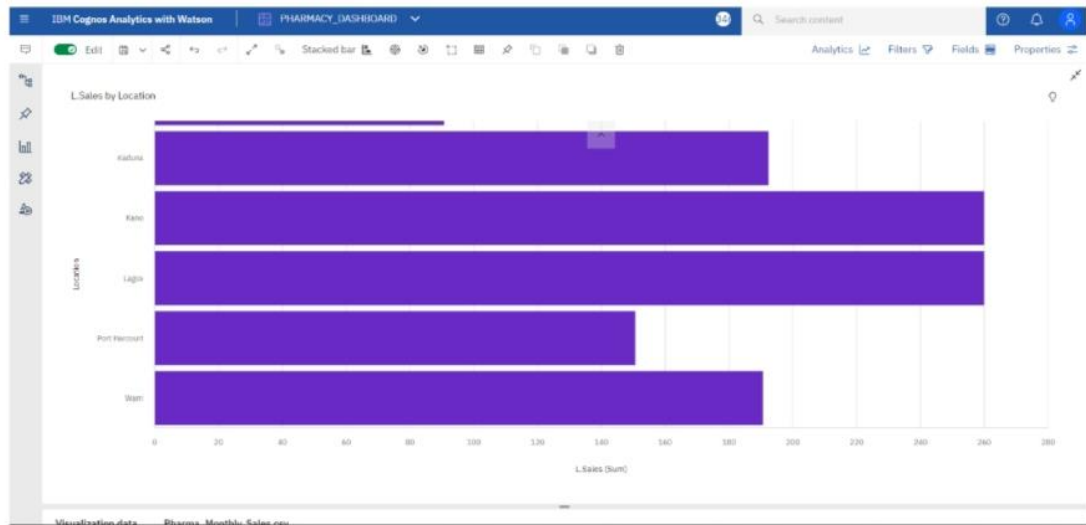 IBM Cognos Analytics with Watson PHARMACY_DASHBOARD Search content
Edit Stacked bar Analytics Filters Fields Properties
L.Sales by Location
Kaduna
Kano
Lagos
Port Harcourt
Warri
Location
0 20 40 60 80 100 120 140 160 180 200 220 240 260 280
L.Sales (Sum)
Visualization data Pharma_Monthly_Sales.csv